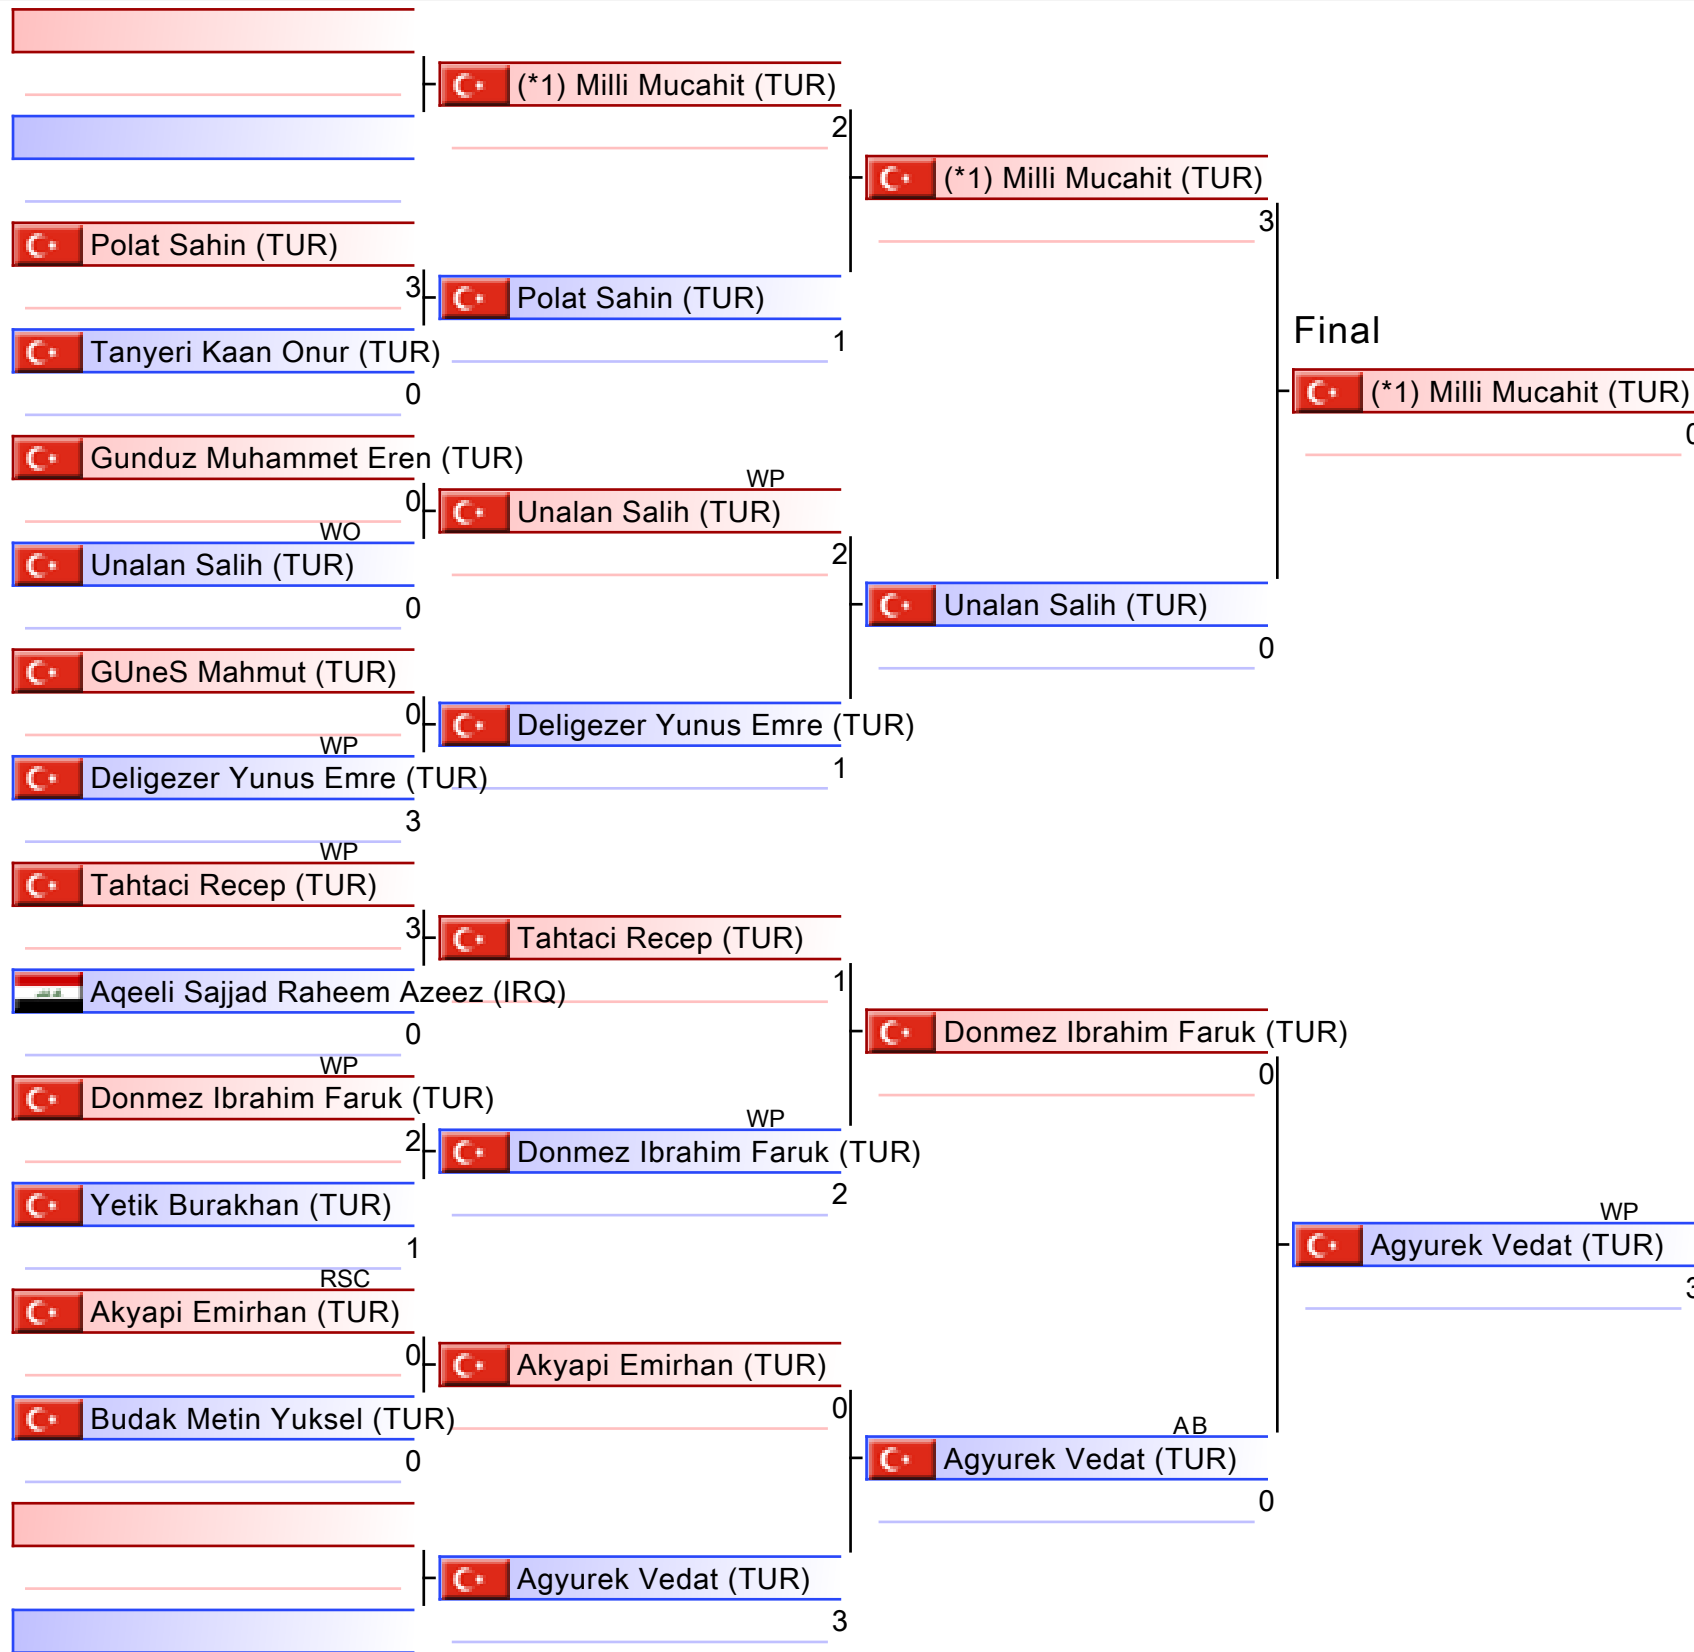 (*1) Milli Mucahit (TUR)
2
(*1) Milli Mucahit (TUR)
3
Polat Sahin (TUR)
3
Polat Sahin (TUR)
1
Final
Tanyeri Kaan Onur (TUR)
0
(*1) Milli Mucahit (TUR)
0
Gunduz Muhammet Eren (TUR)
0
WP
Unalan Salih (TUR)
2
WO
Unalan Salih (TUR)
0
Unalan Salih (TUR)
0
GUneS Mahmut (TUR)
0
Deligezer Yunus Emre (TUR)
1
WP
Deligezer Yunus Emre (TUR)
3
WP
Tahtaci Recep (TUR)
3
Tahtaci Recep (TUR)
1
Aqeeli Sajjad Raheem Azeez (IRQ)
0
Donmez Ibrahim Faruk (TUR)
0
WP
Donmez Ibrahim Faruk (TUR)
2
WP
Donmez Ibrahim Faruk (TUR)
2
Yetik Burakhan (TUR)
1
WP
Agyurek Vedat (TUR)
3
RSC
Akyapi Emirhan (TUR)
0
Akyapi Emirhan (TUR)
0
Budak Metin Yuksel (TUR)
0
AB
Agyurek Vedat (TUR)
0
Agyurek Vedat (TUR)
3